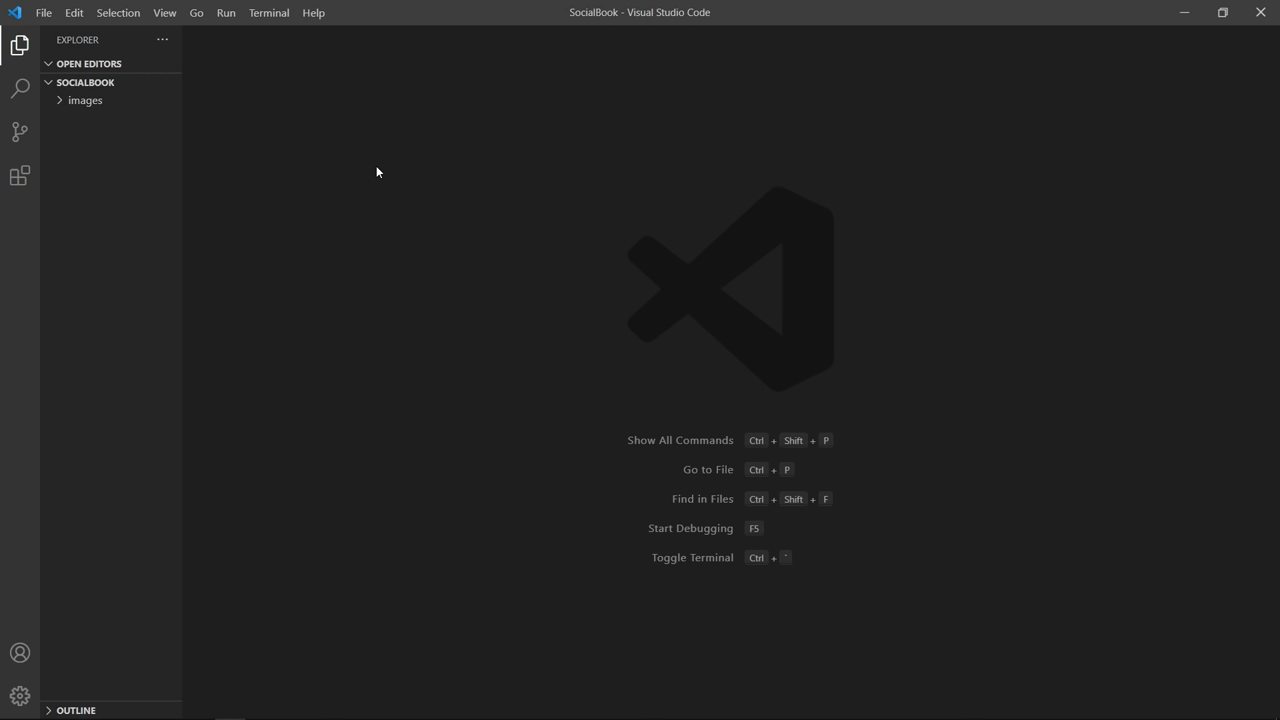 File Edit Selection View Go Run Terminal Help
SocialBook - Visual Studio Code
EXPLORER
OPEN EDITORS
SOCIALBOOK
images
Show All Commands Ctrl + Shift + P
Go to File Ctrl + P
Find in Files Ctrl + Shift + F
Start Debugging F5
Toggle Terminal Ctrl + `
OUTLINE